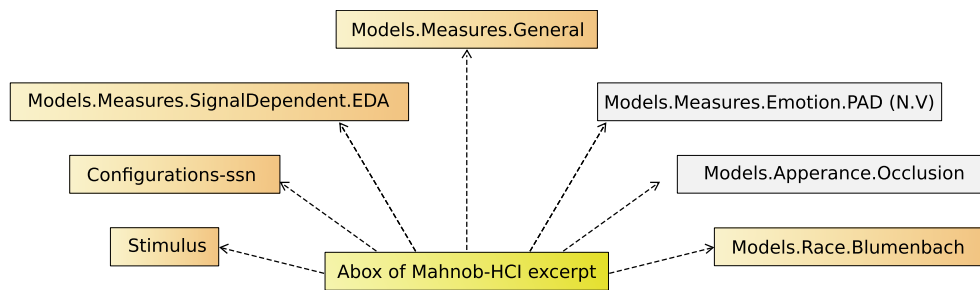 Models.Measures.General
Models.Measures.SignalDependent.EDA
Models.Measures.Emotion.PAD (N.V)
Configurations-ssn
Models.Apperance.Occlusion
Stimulus
Models.Race.Blumenbach
Abox of Mahnob-HCI excerpt